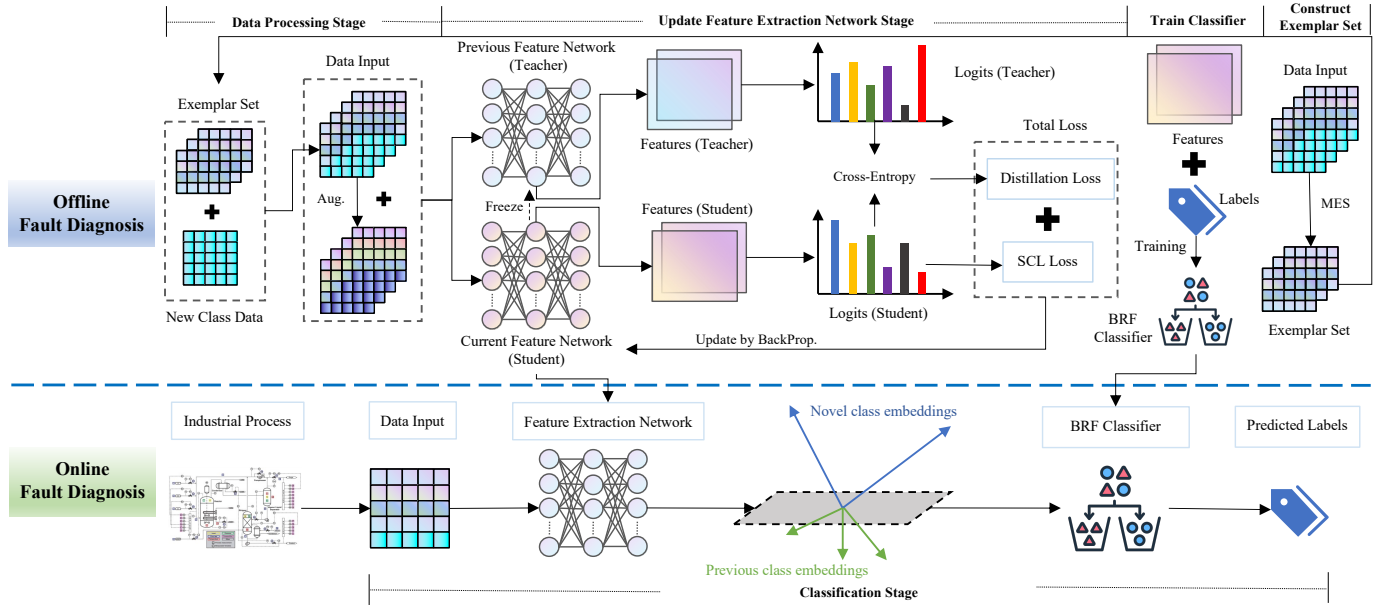 Data Processing Stage
Update Feature Extraction Network Stage
Train Classifier
Construct
Exemplar Set
Previous Feature Network
(Teacher)
Data Input
Exemplar Set
New Class Data
Aug.
Freeze
Current Feature Network
(Student)
Features (Teacher)
Features (Student)
Logits (Teacher)
Cross-Entropy
Logits (Student)
Total Loss
Distillation Loss
SCL Loss
Update by BackProp.
Features
Labels
Training
BRF
Classifier
Data Input
MES
Exemplar Set
Offline
Fault Diagnosis
Online
Fault Diagnosis
Industrial Process
Data Input
Feature Extraction Network
Novel class embeddings
Previous class embeddings
BRF Classifier
Predicted Labels
Classification Stage